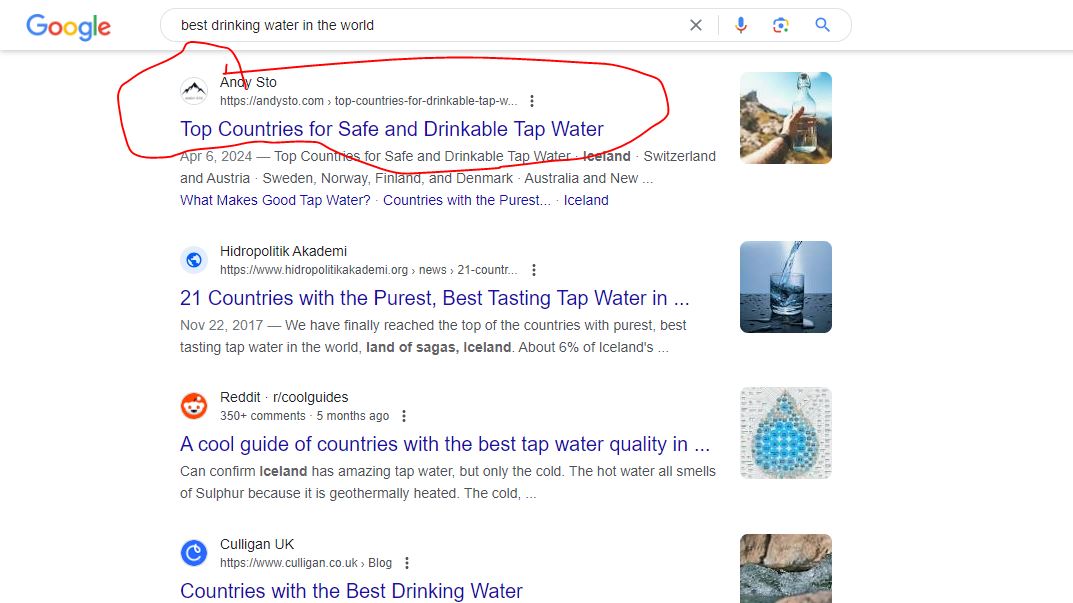 Google
best drinking water in the world
Andy Sto
https://andysto.com › top-countries-for-drinkable-tap-w...
Top Countries for Safe and Drinkable Tap Water
Apr 6, 2024 — Top Countries for Safe and Drinkable Tap Water · Iceland · Switzerland
and Austria · Sweden, Norway, Finland, and Denmark · Australia and New ...
What Makes Good Tap Water? · Countries with the Purest... · Iceland
Hidropolitik Akademi
https://www.hidropolitikakademi.org › news › 21-countr...
21 Countries with the Purest, Best Tasting Tap Water in ...
Nov 22, 2017 — We have finally reached the top of the countries with purest, best
tasting tap water in the world, land of sagas, Iceland. About 6% of Iceland's ...
Reddit · r/coolguides
350+ comments · 5 months ago
A cool guide of countries with the best tap water quality in ...
Can confirm Iceland has amazing tap water, but only the cold. The hot water all smells
of Sulphur because it is geothermally heated. The cold, ...
Culligan UK
https://www.culligan.co.uk › Blog
Countries with the Best Drinking Water